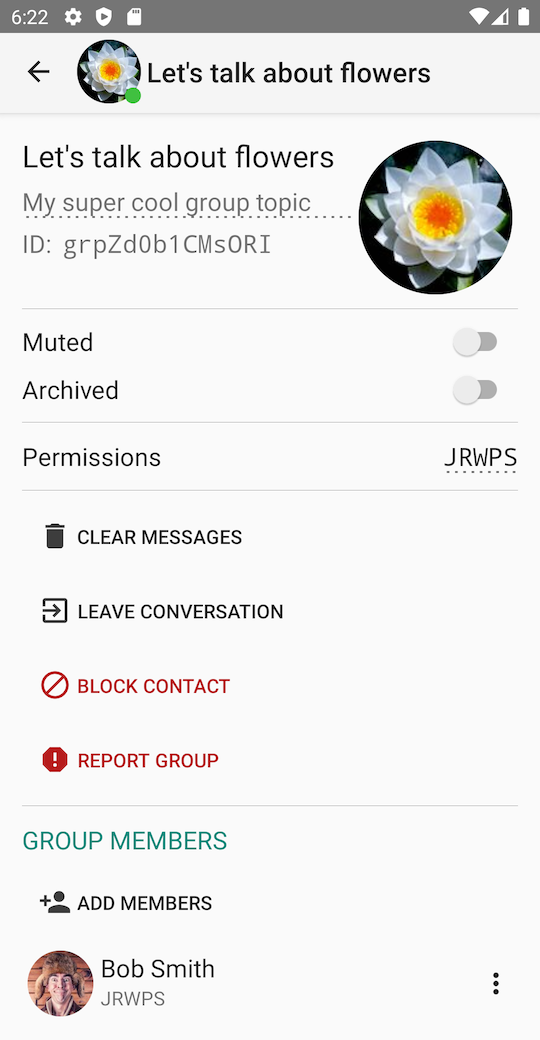 6:22
Let's talk about flowers
Let's talk about flowers
My super cool group topic
ID: grpZd0b1CMsORI
Muted
Archived
Permissions JRWPS
CLEAR MESSAGES
LEAVE CONVERSATION
BLOCK CONTACT
REPORT GROUP
GROUP MEMBERS
ADD MEMBERS
Bob Smith
JRWPS